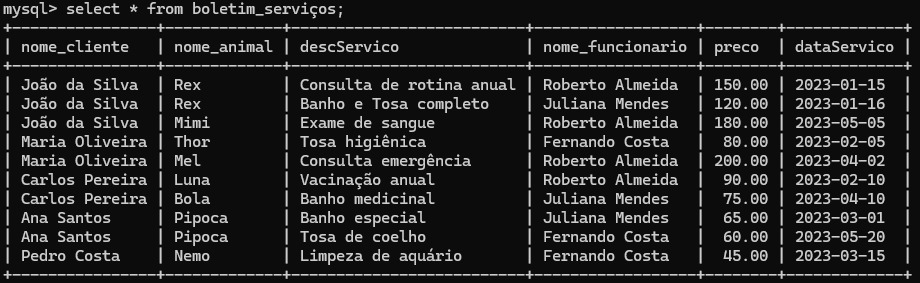 mysql> select * from boletim_serviços;
+----------------+-------------+--------------------------+------------------+--------+--------------+
| nome_cliente   | nome_animal | descServico              | nome_funcionario | preco  | dataServico  |
+----------------+-------------+--------------------------+------------------+--------+--------------+
| João da Silva  | Rex         | Consulta de rotina anual | Roberto Almeida  | 150.00 | 2023-01-15   |
| João da Silva  | Rex         | Banho e Tosa completo    | Juliana Mendes   | 120.00 | 2023-01-16   |
| João da Silva  | Mimi        | Exame de sangue          | Roberto Almeida  | 180.00 | 2023-05-05   |
| Maria Oliveira | Thor        | Tosa higiênica           | Fernando Costa   |  80.00 | 2023-02-05   |
| Maria Oliveira | Mel         | Consulta emergência      | Roberto Almeida  | 200.00 | 2023-04-02   |
| Carlos Pereira | Luna        | Vacinação anual          | Roberto Almeida  |  90.00 | 2023-02-10   |
| Carlos Pereira | Bola        | Banho medicinal          | Juliana Mendes   |  75.00 | 2023-04-10   |
| Ana Santos     | Pipoca      | Banho especial           | Juliana Mendes   |  65.00 | 2023-03-01   |
| Ana Santos     | Pipoca      | Tosa de coelho           | Fernando Costa   |  60.00 | 2023-05-20   |
| Pedro Costa    | Nemo        | Limpeza de aquário       | Fernando Costa   |  45.00 | 2023-03-15   |
+----------------+-------------+--------------------------+------------------+--------+--------------+